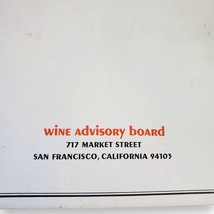 wine advisory board
717 MARKET STREET
SAN FRANCISCO, CALIFORNIA 94103